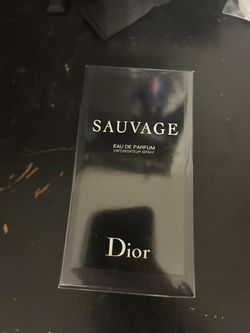 SAUVAGE
EAU DE PARFUM
VAPORISATEUR SPRAY
Dior